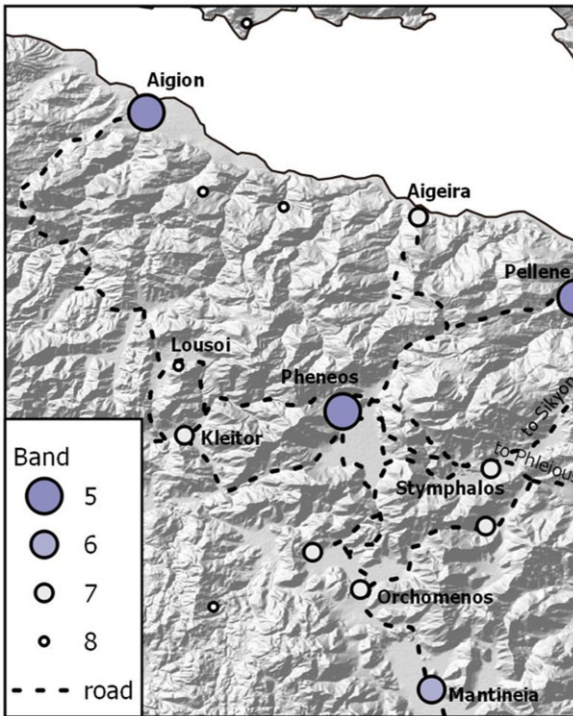 Aigion
Aigeira
Pellene
Lousoi
Pheneos
to Sikyon
Kleitor
to Phleious
Stymphalos
Orchomenos
Mantineia
Band
5
6
7
8
road